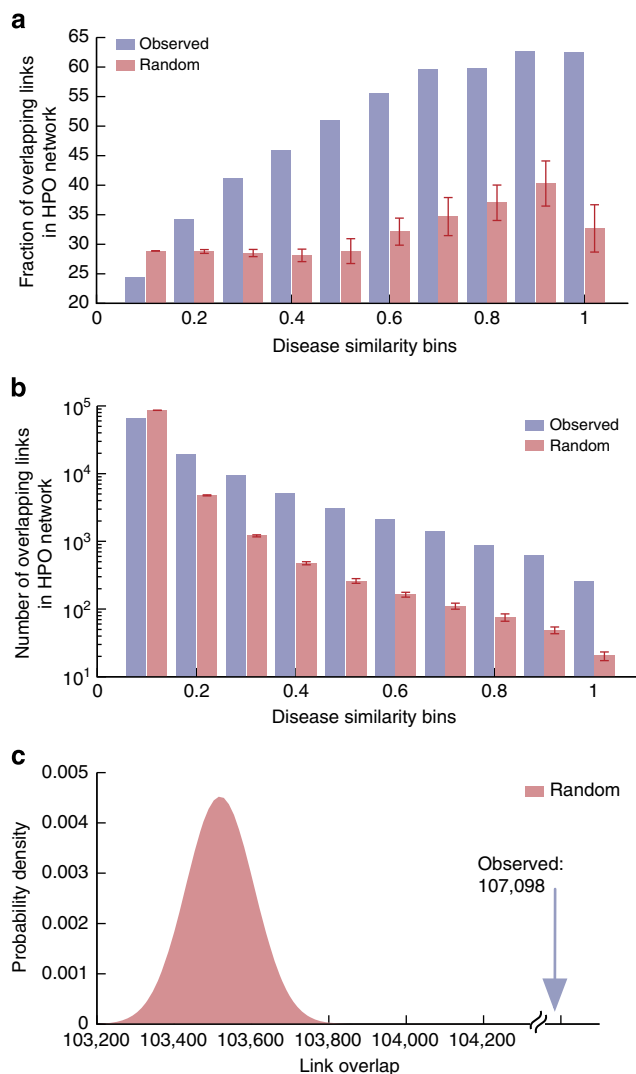 a
Observed
Random
Fraction of overlapping links
in HPO network
65
60
55
50
45
40
35
30
25
20
0 0.2 0.4 0.6 0.8 1
Disease similarity bins
b
Observed
Random
Number of overlapping links
in HPO network
10^5
10^4
10^3
10^2
10^1
0 0.2 0.4 0.6 0.8 1
Disease similarity bins
c
Random
Observed:
107,098
Probability density
0.005
0.004
0.003
0.002
0.001
0
103,200 103,400 103,600 103,800 104,000 104,200
Link overlap